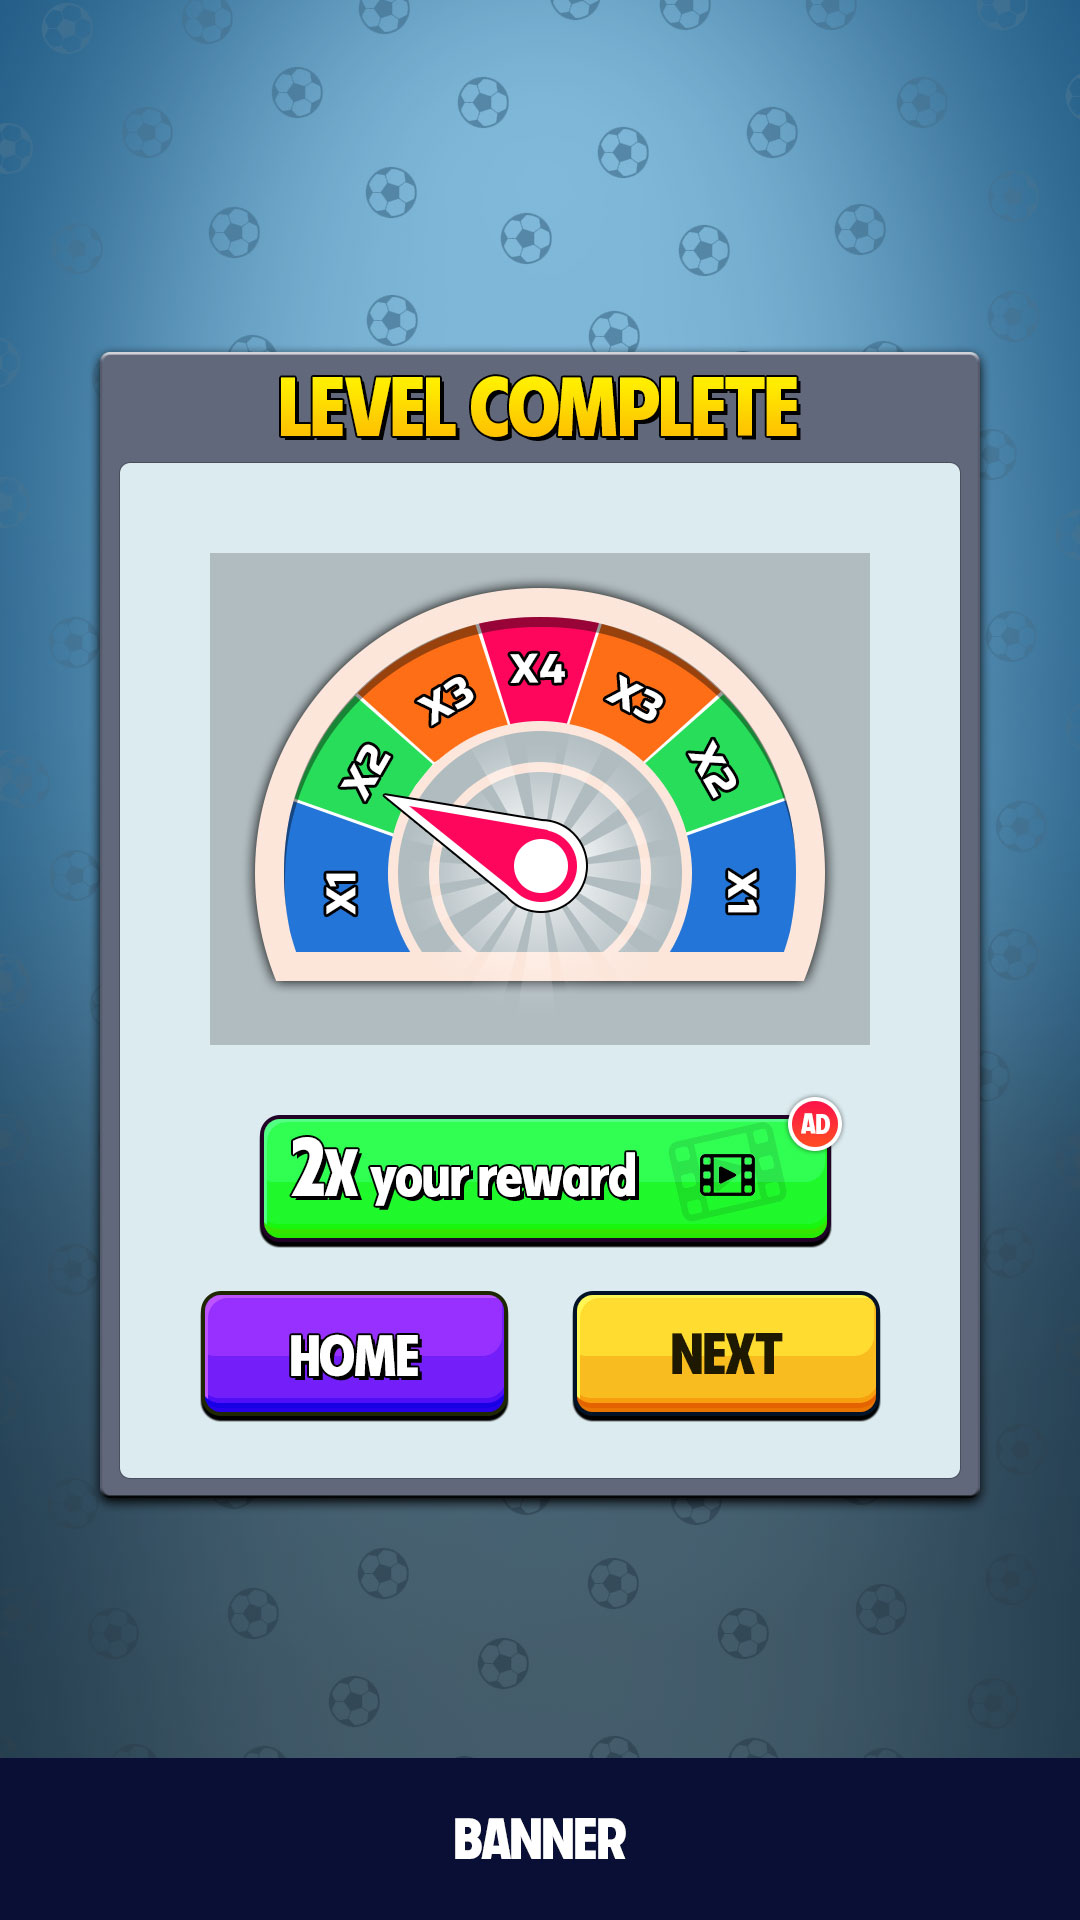 LEVEL COMPLETE
X1
X2
X3
X4
X3
X2
X1
AD
2X your reward
HOME
NEXT
BANNER